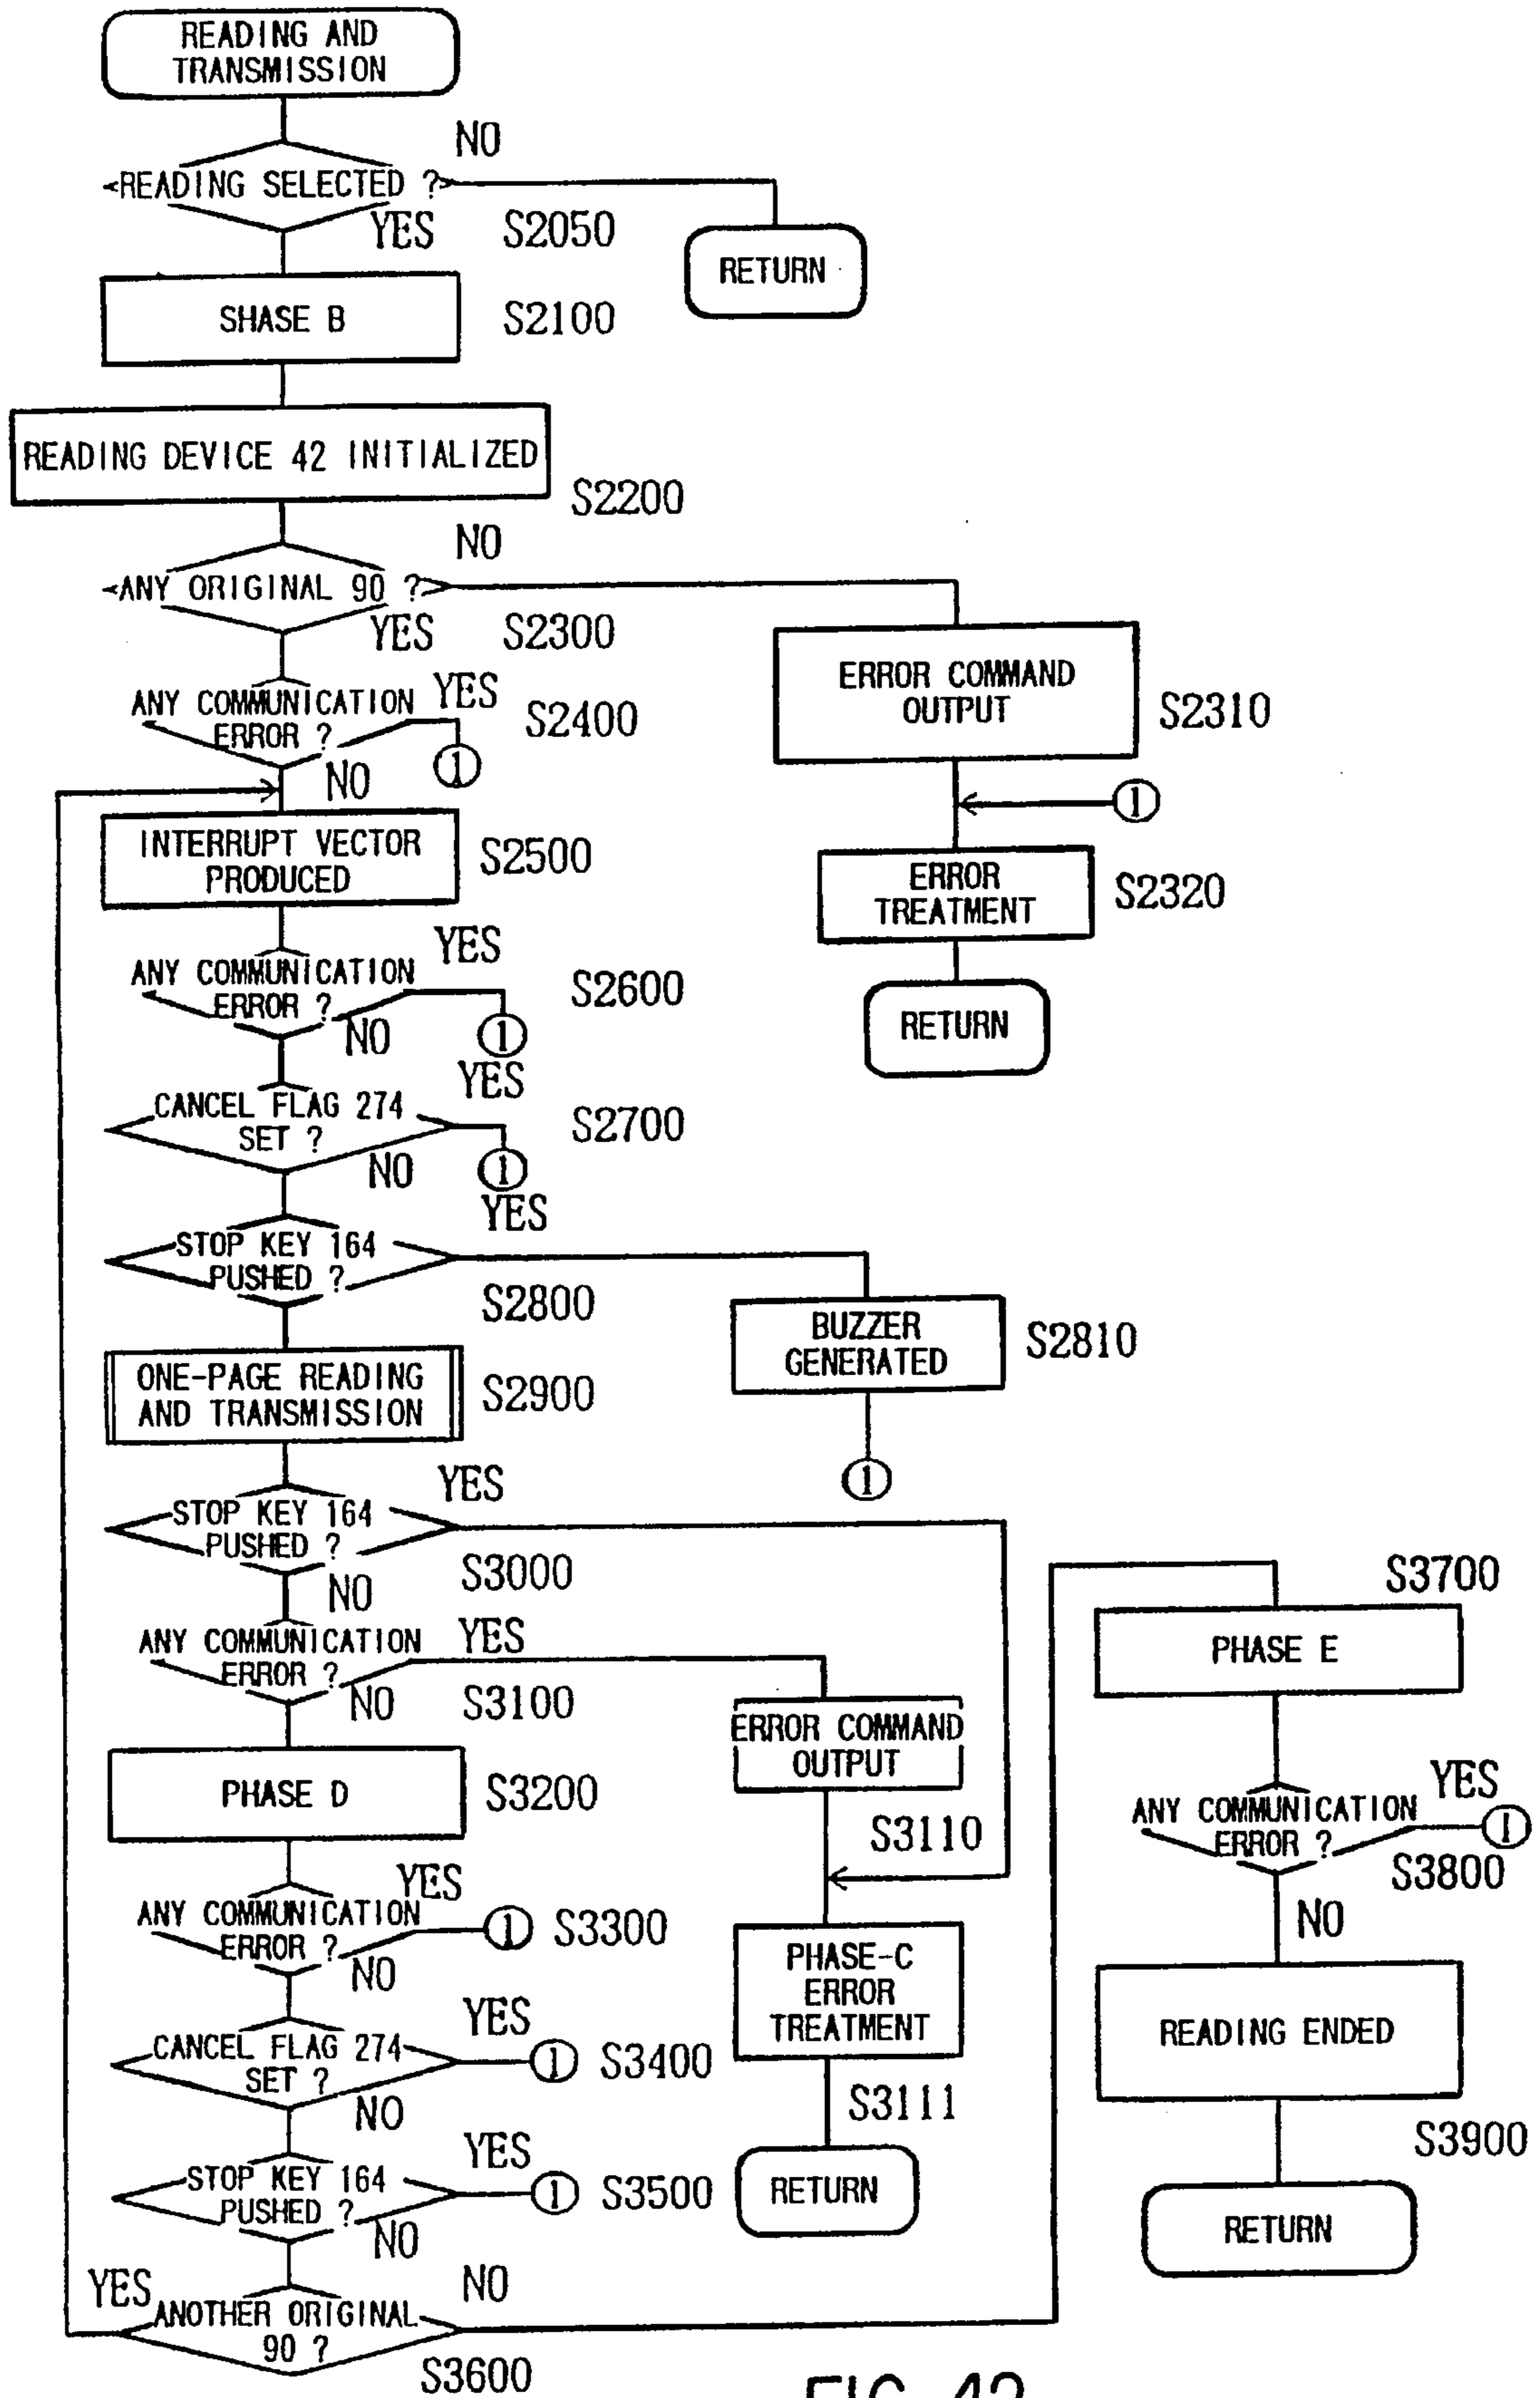 READING AND
TRANSMISSION
NO
READING SELECTED ?
YES
S2050
RETURN
SHASE B
S2100
READING DEVICE 42 INITIALIZED
S2200
NO
ANY ORIGINAL 90 ?
YES
S2300
ERROR COMMAND
OUTPUT
S2310
ANY COMMUNICATION
ERROR ?
YES
S2400
1
NO
1
INTERRUPT VECTOR
PRODUCED
S2500
ERROR
TREATMENT
S2320
RETURN
ANY COMMUNICATION
ERROR ?
YES
S2600
NO
1
CANCEL FLAG 274
SET ?
YES
S2700
NO
1
STOP KEY 164
PUSHED ?
YES
S2800
BUZZER
GENERATED
S2810
1
ONE-PAGE READING
AND TRANSMISSION
S2900
STOP KEY 164
PUSHED ?
YES
S3000
NO
ANY COMMUNICATION
ERROR ?
YES
S3100
NO
ERROR COMMAND
OUTPUT
S3110
PHASE D
S3200
ANY COMMUNICATION
ERROR ?
YES
1
S3300
NO
PHASE-C
ERROR
TREATMENT
S3111
RETURN
CANCEL FLAG 274
SET ?
YES
1
S3400
NO
STOP KEY 164
PUSHED ?
YES
1
S3500
NO
YES
ANOTHER ORIGINAL
90 ?
NO
S3600
S3700
PHASE E
ANY COMMUNICATION
ERROR ?
YES
1
S3800
NO
READING ENDED
S3900
RETURN
FIG. 42